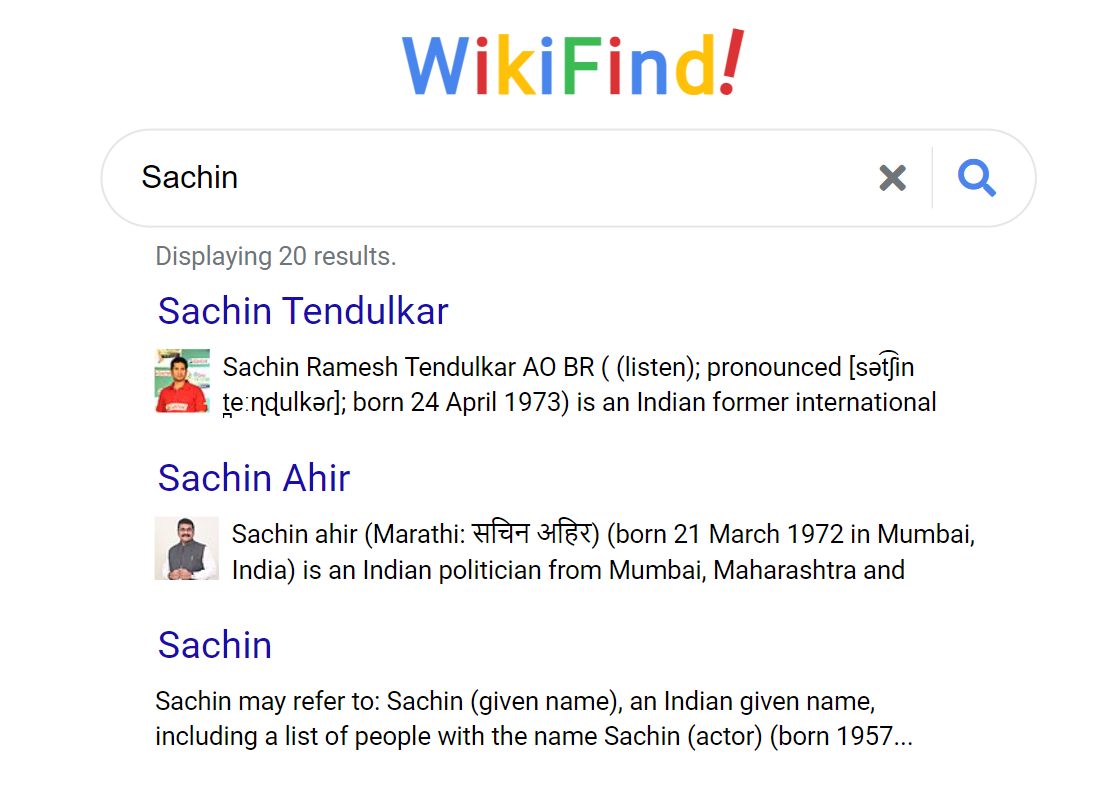 WikiFind!
Sachin
Displaying 20 results.
Sachin Tendulkar
Sachin Ramesh Tendulkar AO BR ( (listen); pronounced [sət͡ʃin
t̪eːɳɖulkəɾ]; born 24 April 1973) is an Indian former international
Sachin Ahir
Sachin ahir (Marathi: सचिन अहिर) (born 21 March 1972 in Mumbai,
India) is an Indian politician from Mumbai, Maharashtra and
Sachin
Sachin may refer to: Sachin (given name), an Indian given name,
including a list of people with the name Sachin (actor) (born 1957...